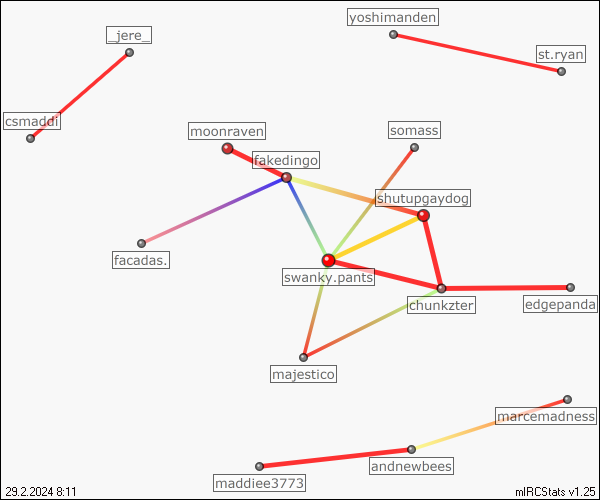 yoshimanden
_jere_
st.ryan
csmaddi
moonraven
somass
fakedingo
shutupgaydog
facadas.
swanky.pants
chunkzter
edgepanda
majestico
marcemadness
andnewbees
maddiee3773
29.2.2024 8:11
mIRCStats v1.25